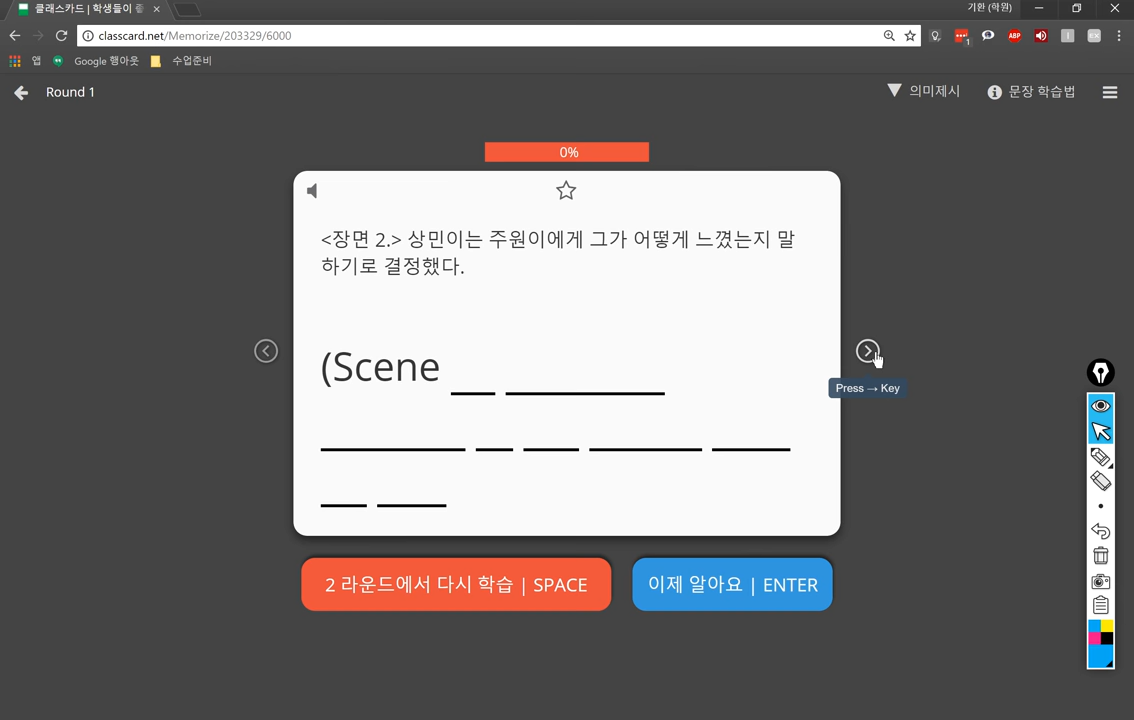 클래스카드 | 학생들이 즐
기환 (학원)
classcard.net/Memorize/203329/6000
1
ABP
앱
Google 행아웃
수업준비
Round 1
의미제시
문장 학습법
0%
<장면 2.> 상민이는 주원이에게 그가 어떻게 느꼈는지 말
하기로 결정했다.
(Scene
Press → Key
2 라운드에서 다시 학습 | SPACE
이제 알아요 | ENTER